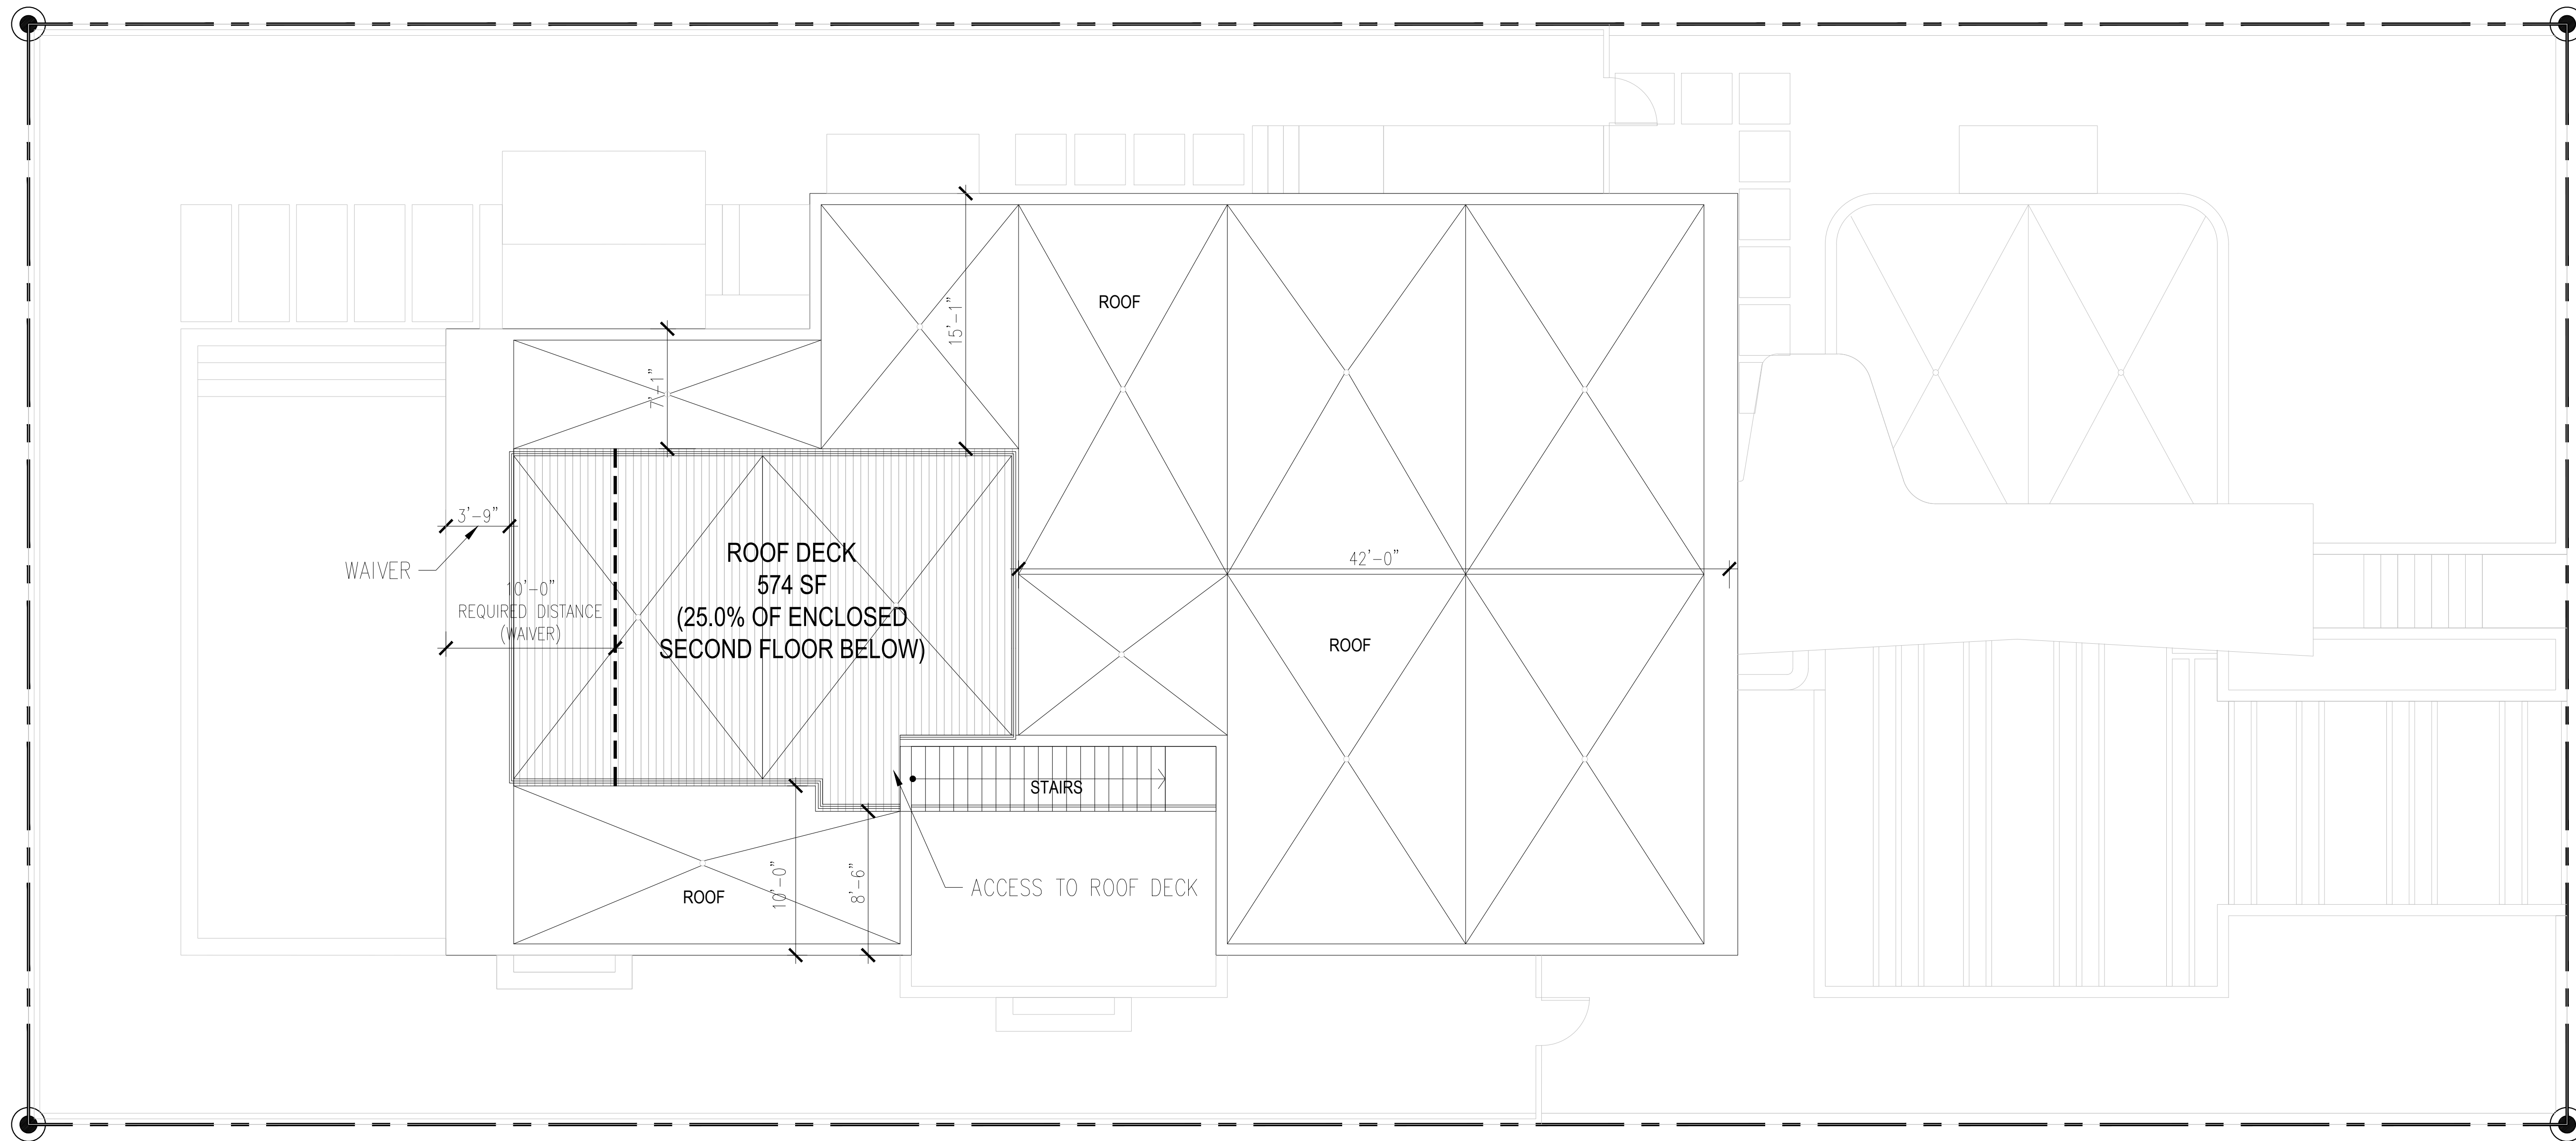 ROOF
15'-1"
7'-1"
3'-9"
WAIVER
10'-0"
REQUIRED DISTANCE
(WAIVER)
ROOF DECK
574 SF
(25.0% OF ENCLOSED
SECOND FLOOR BELOW)
42'-0"
ROOF
STAIRS
ROOF
10'-0"
8'-6"
ACCESS TO ROOF DECK